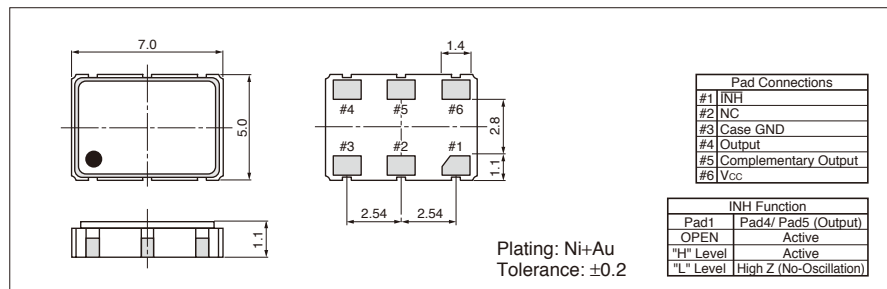 7.0
5.0
1.1
1.4
#4 #5 #6
#3 #2 #1
2.8
1.1
2.54 2.54
Plating: Ni+Au
Tolerance: ±0.2
Pad Connections
#1 INH
#2 NC
#3 Case GND
#4 Output
#5 Complementary Output
#6 Vcc
INH Function
Pad1 Pad4/ Pad5 (Output)
OPEN Active
"H" Level Active
"L" Level High Z (No-Oscillation)